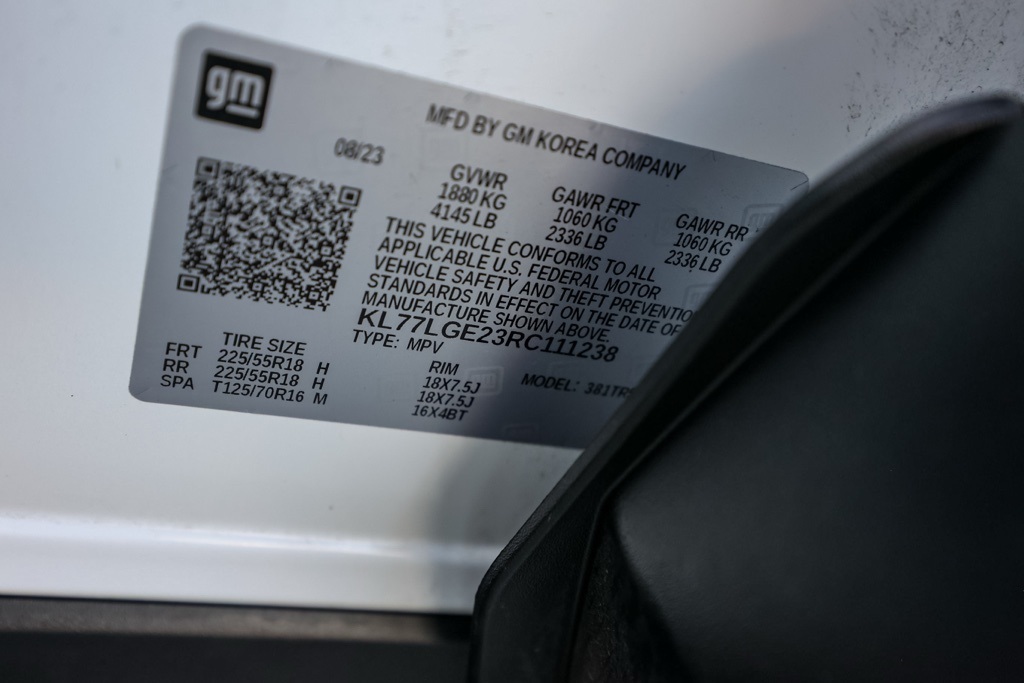 gm
MFD BY GM KOREA COMPANY
08/23
GVWR GAWR FRT GAWR RR
1880 KG 1060 KG 1060 KG
4145 LB 2336 LB 2336 LB
THIS VEHICLE CONFORMS TO ALL
APPLICABLE U.S. FEDERAL MOTOR
VEHICLE SAFETY AND THEFT PREVENTIO
STANDARDS IN EFFECT ON THE DATE OF
MANUFACTURE SHOWN ABOVE.
KL77LGE23RC111238
TYPE: MPV
TIRE SIZE RIM
FRT 225/55R18 H 18X7.5J MODEL: 381TR
RR 225/55R18 H 18X7.5J
SPA T125/70R16 M 16X4BT